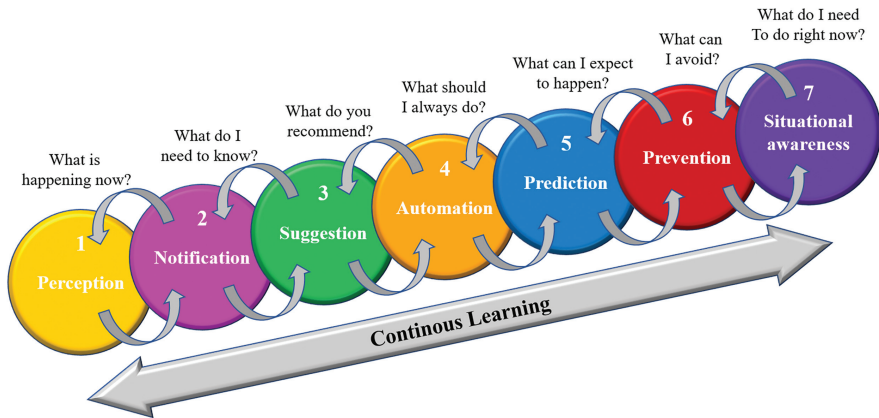 What is
happening now?
1
Perception
What do I
need to know?
2
Notification
What do you
recommend?
3
Suggestion
What should
I always do?
4
Automation
What can I expect
to happen?
5
Prediction
What can
I avoid?
6
Prevention
What do I need
To do right now?
7
Situational
awareness
Continous Learning